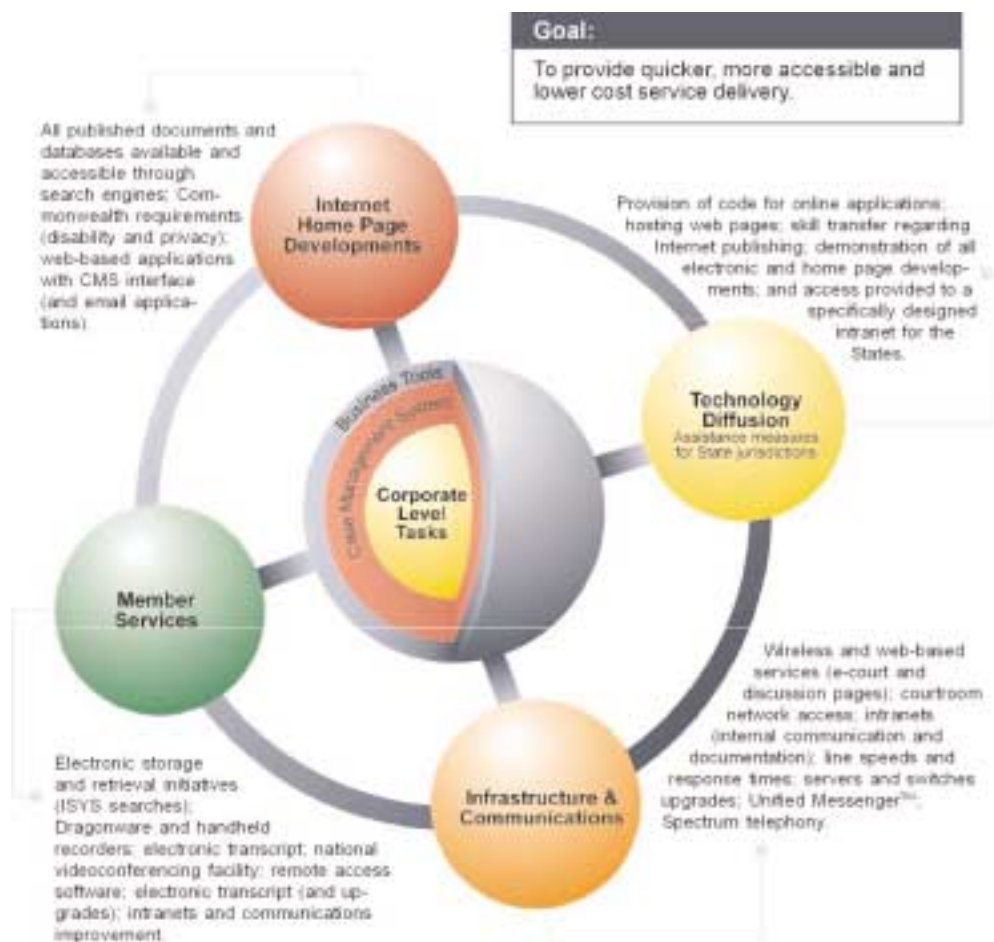 Goal:
To provide quicker, more accessible and
lower cost service delivery.
All published documents and
databases available and
accessible through
search engines; Com-
monwealth requirements
(disability and privacy);
web-based applications
with CMS interface
(and email applica-
tions)
Internet
Home Page
Developments
Provision of code for online applications;
hosting web pages; skill transfer regarding
Internet publishing; demonstration of all
electronic and home page develop-
ments; and access provided to a
specifically designed
intranet for the
States.
Technology
Diffusion
Assistance measures
for State jurisdictions
Business Tools
Case Management System
Corporate
Level
Tasks
Member
Services
Wireless and web-based
services (e-court and
discussion pages); courtroom
network access; intranets
(internal communication and
documentation); line speeds and
response times; servers and switches
upgrades; Unified Messenger™,
Spectrum telephony.
Infrastructure &
Communications
Electronic storage
and retrieval initiatives
(ISYS searches);
Dragonware and handheld
recorders; electronic transcript; national
videoconferencing facility; remote access
software; electronic transcript (and up-
grades); intranets and communications
improvement.